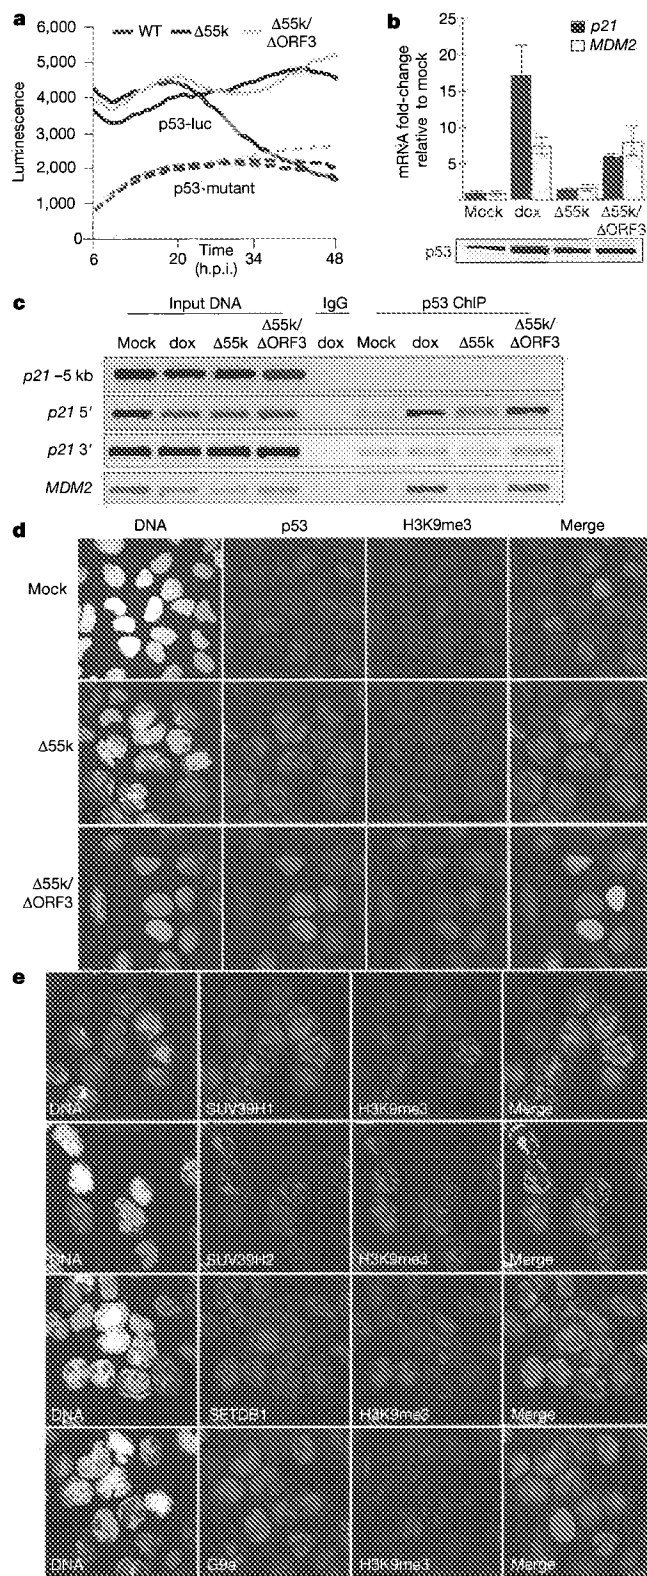 a
WT Δ55k Δ55k/ΔORF3
Luminescence
6,000
5,000
4,000
3,000
2,000
1,000
0
p53-luc
p53-mutant
6 20 34 48
Time
(h.p.i.)
b
p21
MDM2
mRNA fold-change
relative to mock
25
20
15
10
5
Mock dox Δ55k Δ55k/ΔORF3
p53
c
Input DNA IgG p53 ChIP
Mock dox Δ55k Δ55k/ΔORF3 dox Mock dox Δ55k Δ55k/ΔORF3
p21 –5 kb
p21 5′
p21 3′
MDM2
d
DNA p53 H3K9me3 Merge
Mock
Δ55k
Δ55k/
ΔORF3
e
DNA SUV39H1 H3K9me3 Merge
DNA SUV39H2 H3K9me3 Merge
DNA SETDB1 H3K9me3 Merge
DNA G9a H3K9me3 Merge